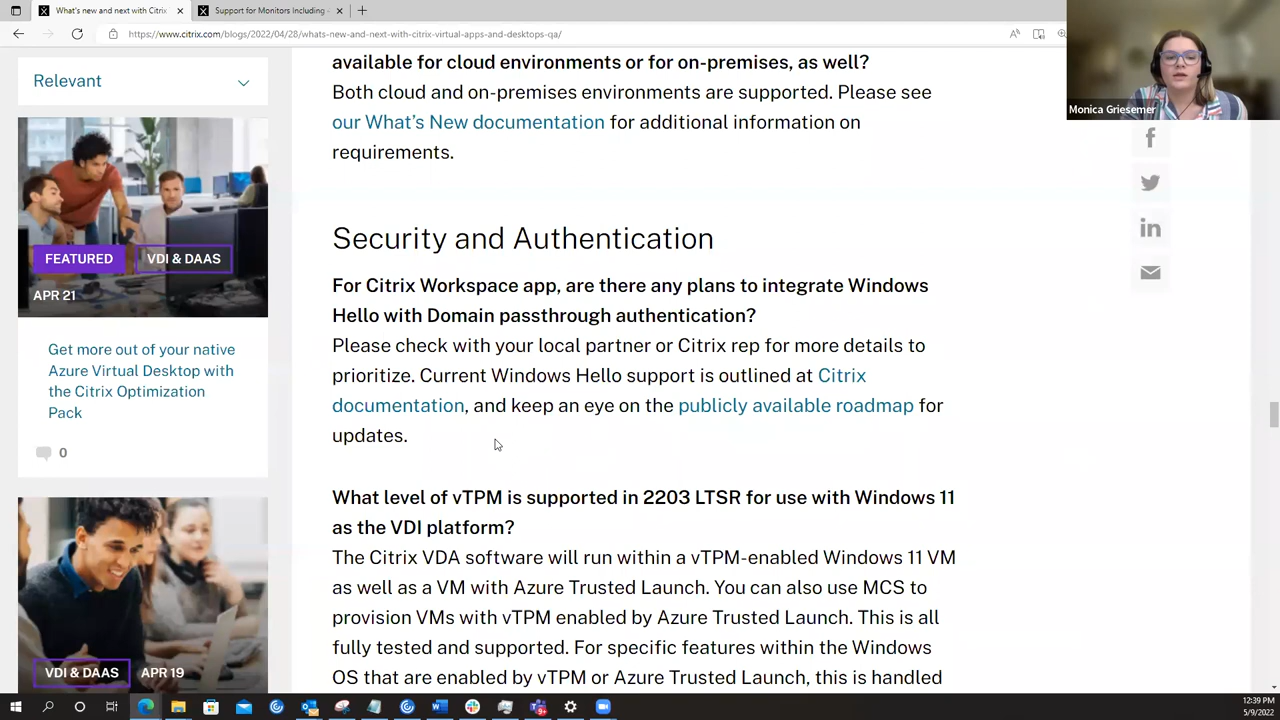 What's new and next with Citrix
Support for Monitors Including -
https://www.citrix.com/blogs/2022/04/28/whats-new-and-next-with-citrix-virtual-apps-and-desktops-qa/
Monica Griesemer
Relevant
FEATURED
VDI & DAAS
APR 21
Get more out of your native
Azure Virtual Desktop with
the Citrix Optimization
Pack
0
VDI & DAAS
APR 19
available for cloud environments or for on-premises, as well?
Both cloud and on-premises environments are supported. Please see
our What's New documentation for additional information on
requirements.
Security and Authentication
For Citrix Workspace app, are there any plans to integrate Windows
Hello with Domain passthrough authentication?
Please check with your local partner or Citrix rep for more details to
prioritize. Current Windows Hello support is outlined at Citrix
documentation, and keep an eye on the publicly available roadmap for
updates.
What level of vTPM is supported in 2203 LTSR for use with Windows 11
as the VDI platform?
The Citrix VDA software will run within a vTPM-enabled Windows 11 VM
as well as a VM with Azure Trusted Launch. You can also use MCS to
provision VMs with vTPM enabled by Azure Trusted Launch. This is all
fully tested and supported. For specific features within the Windows
OS that are enabled by vTPM or Azure Trusted Launch, this is handled
12:39 PM
5/9/2022